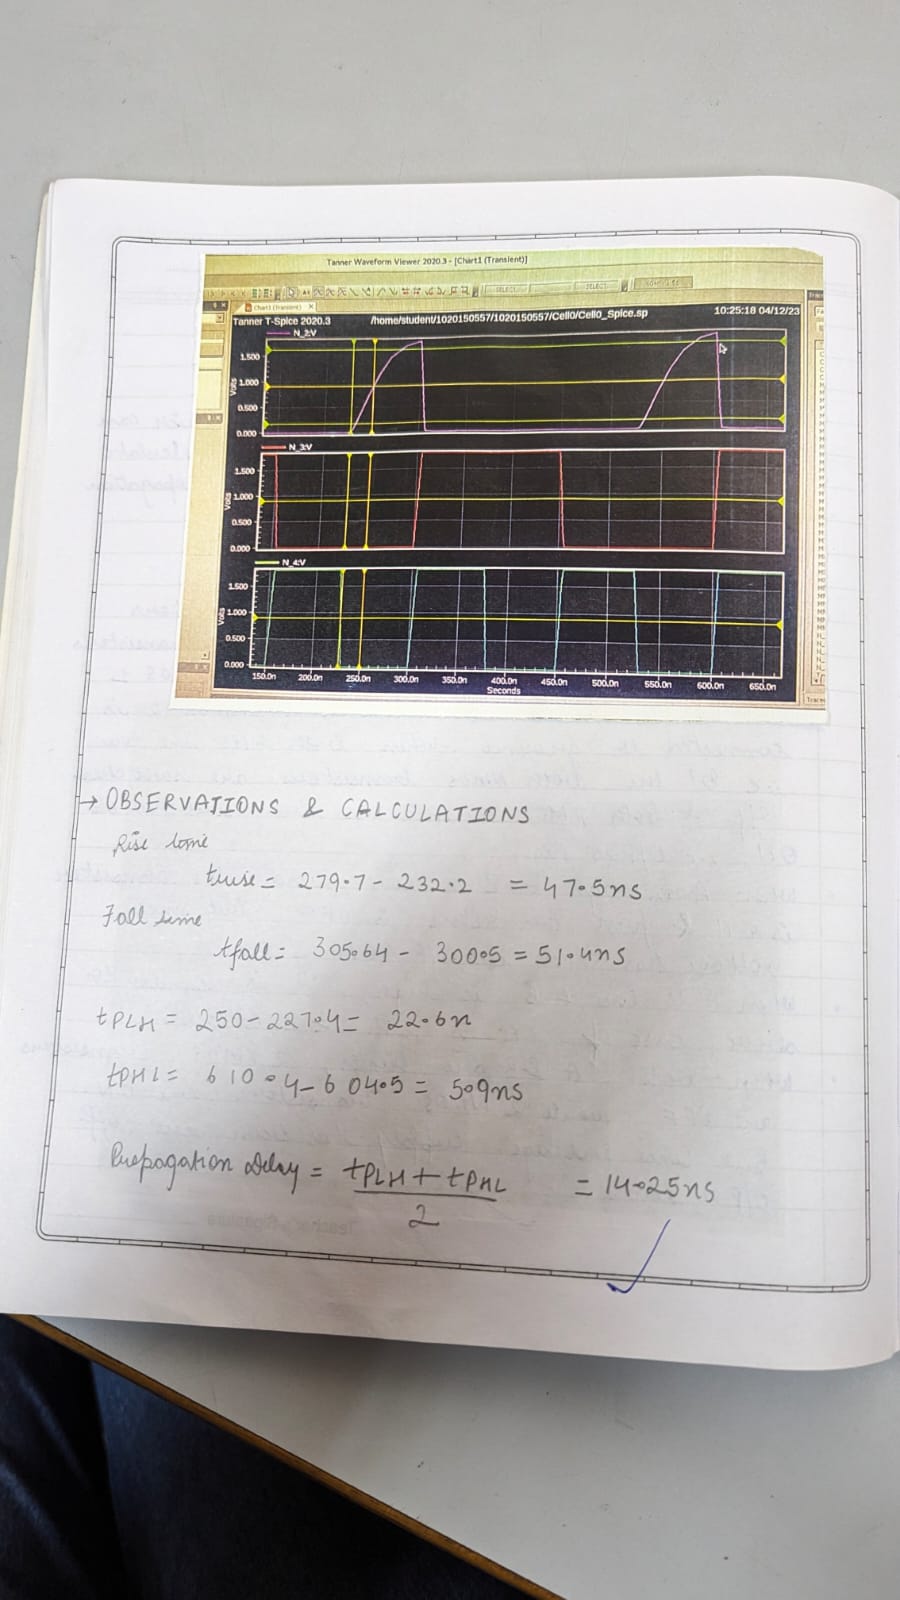 Tanner Waveform Viewer 2020.3 - [Chart1 (Transient)]
SELECT
SELECT
Chart1 (Transient)
Tanner T-Spice 2020.3 /home/student/1020150557/1020150557/Cell0/Cell0_Spice.sp 10:25:18 04/12/23
N_2:V
1.500
1.000
0.500
0.000
Volts
N_3:V
1.500
1.000
0.500
0.000
Volts
N_4:V
1.500
1.000
0.500
0.000
Volts
150.0n 200.0n 250.0n 300.0n 350.0n 400.0n 450.0n 500.0n 550.0n 600.0n 650.0n
Seconds
→ OBSERVATIONS & CALCULATIONS
Rise time
trise = 279.7 - 232.2 = 47.5ns
Fall time
tfall = 305.64 - 300.5 = 51.4ns
tPLH = 250 - 227.4 = 22.6n
tPHL = 610.4 - 604.5 = 5.9ns
Propagation Delay = tPLH + tPHL / 2 = 14.25ns